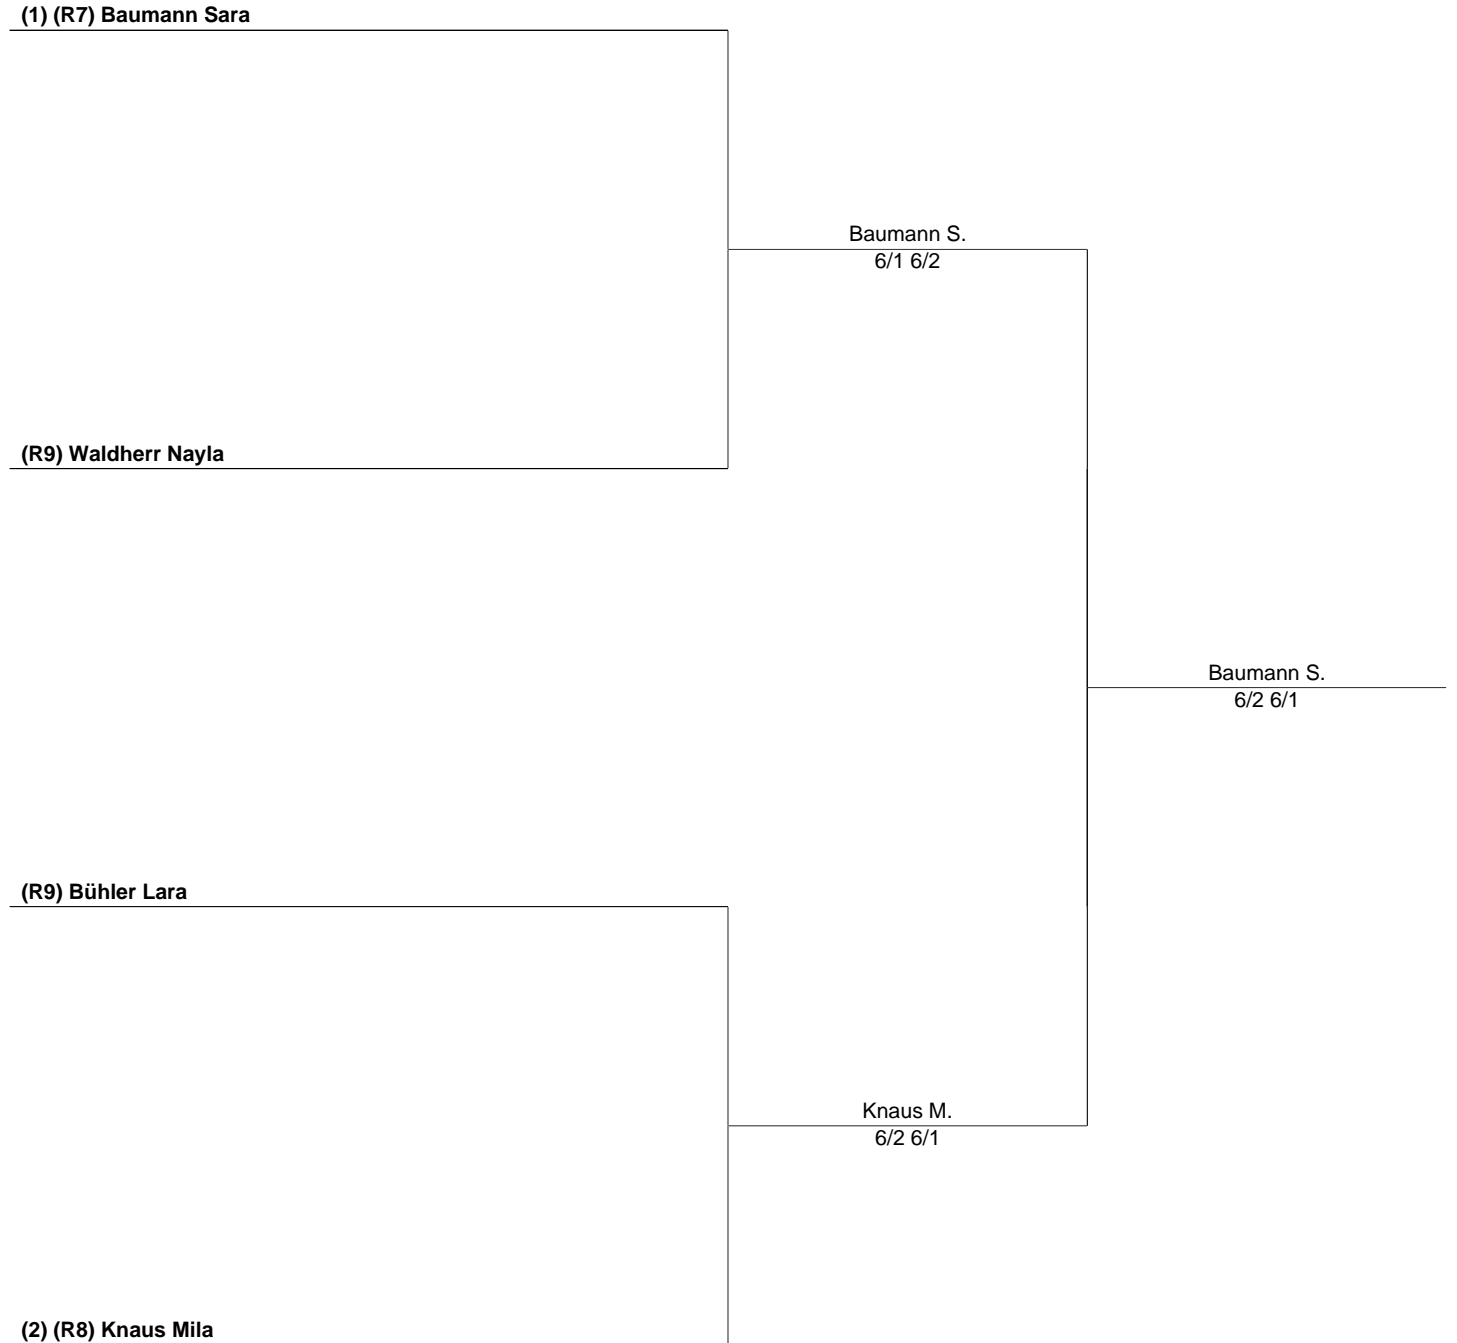 (1) (R7) Baumann Sara
Baumann S.
6/1 6/2
(R9) Waldherr Nayla
Baumann S.
6/2 6/1
(R9) Bühler Lara
Knaus M.
6/2 6/1
(2) (R8) Knaus Mila